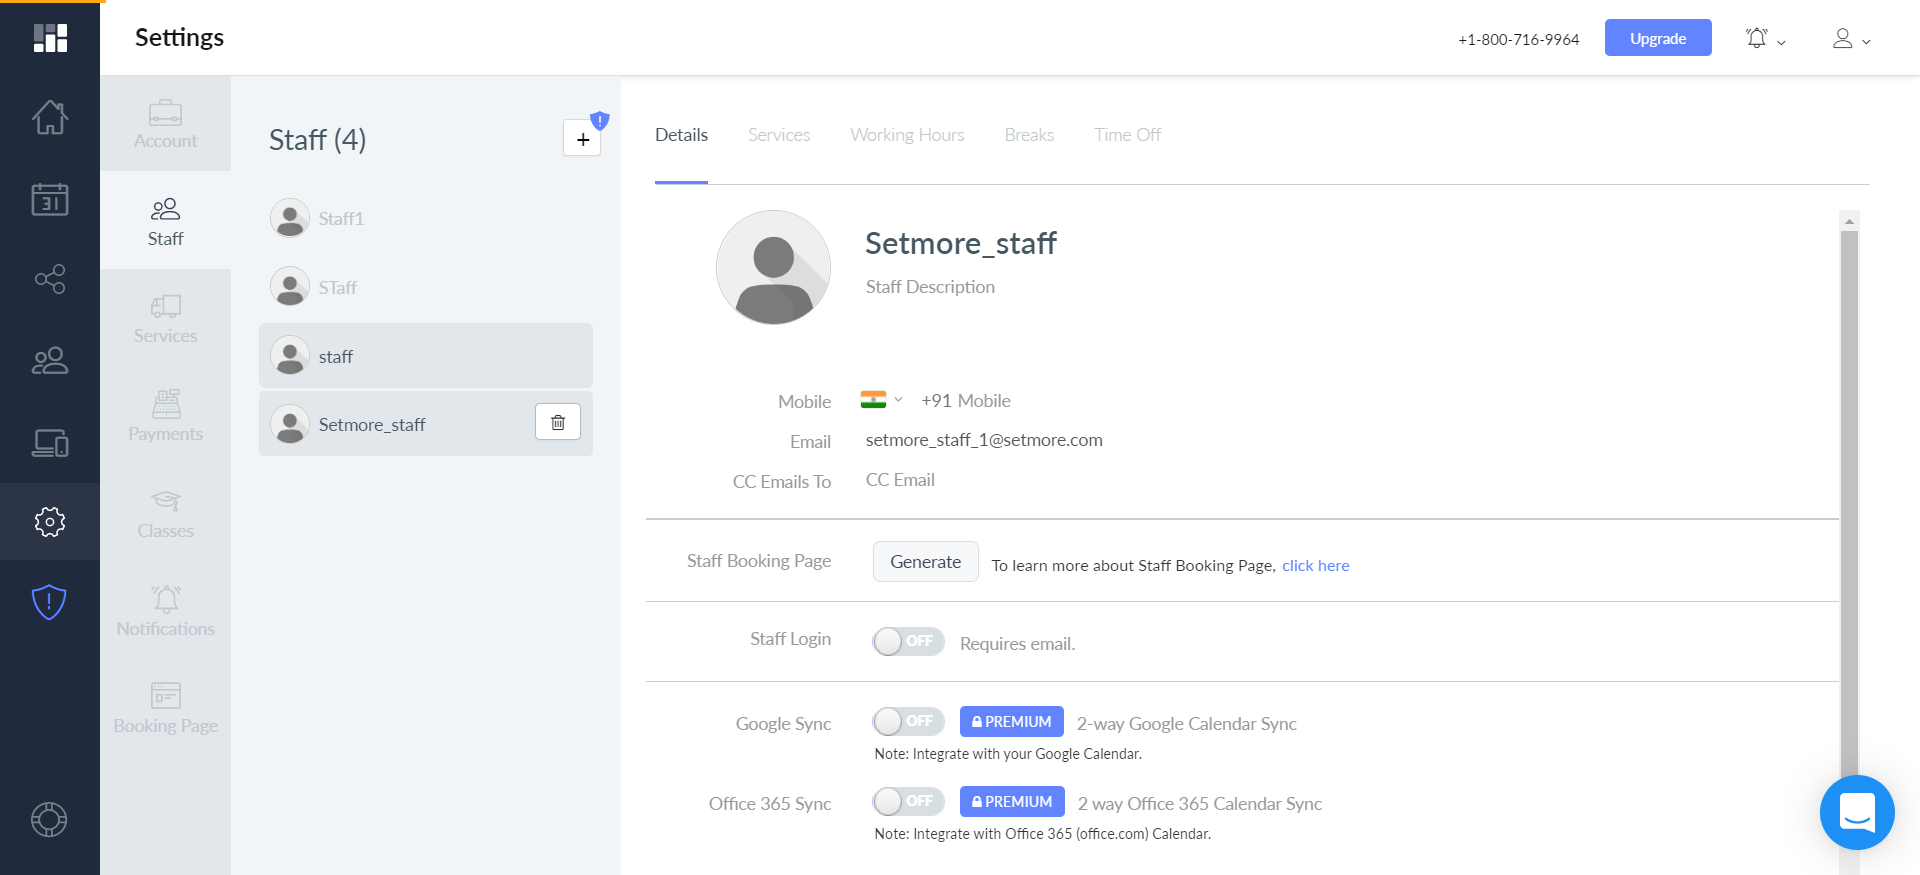 Settings
+1-800-716-9964
Upgrade
31
Account
Staff
Services
Payments
Classes
Notifications
Booking Page
Staff (4)
+
Staff1
STaff
staff
Setmore_staff
Details
Services
Working Hours
Breaks
Time Off
Setmore_staff
Staff Description
Mobile
+91 Mobile
Email
setmore_staff_1@setmore.com
CC Emails To
CC Email
Staff Booking Page
Generate
To learn more about Staff Booking Page, click here
Staff Login
OFF
Requires email.
Google Sync
OFF
PREMIUM
2-way Google Calendar Sync
Note: Integrate with your Google Calendar.
Office 365 Sync
OFF
PREMIUM
2 way Office 365 Calendar Sync
Note: Integrate with Office 365 (office.com) Calendar.